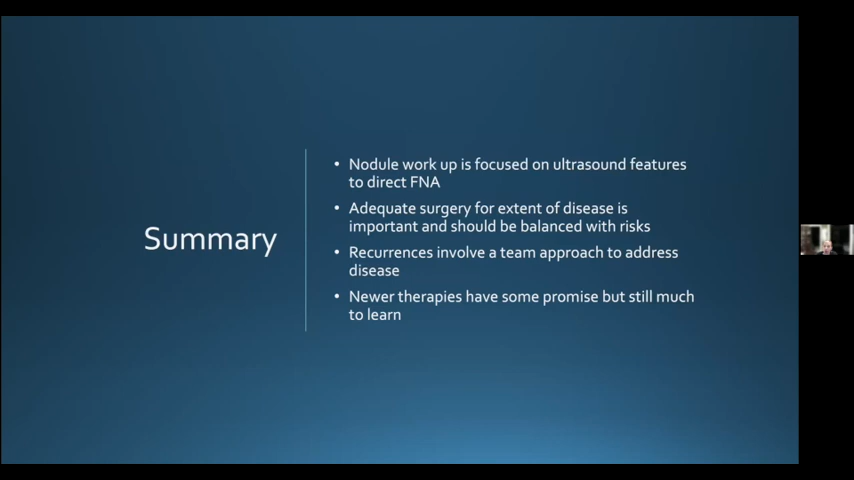 Summary
• Nodule work up is focused on ultrasound features
to direct FNA
• Adequate surgery for extent of disease is
important and should be balanced with risks
• Recurrences involve a team approach to address
disease
• Newer therapies have some promise but still much
to learn